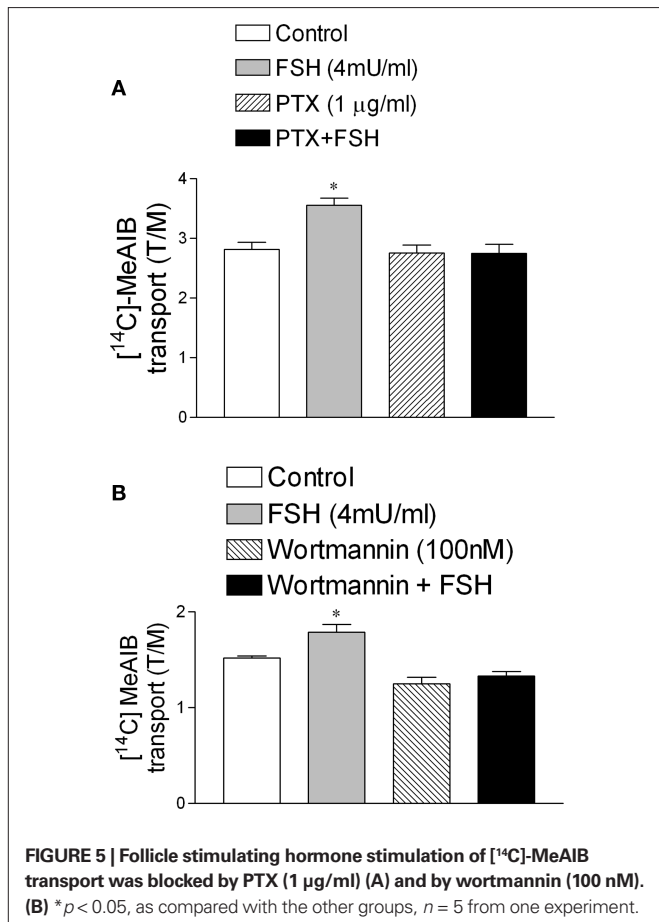 Control
FSH (4mU/ml)
PTX (1 μg/ml)
PTX+FSH
A
[¹⁴C]-MeAIB
transport (T/M)
4
3
2
1
0
*
Control
FSH (4mU/ml)
Wortmannin (100nM)
Wortmannin + FSH
B
[¹⁴C] MeAIB
transport (T/M)
2
1
0
*
FIGURE 5 | Follicle stimulating hormone stimulation of [¹⁴C]-MeAIB
transport was blocked by PTX (1 μg/ml) (A) and by wortmannin (100 nM).
(B) *p < 0.05, as compared with the other groups, n = 5 from one experiment.